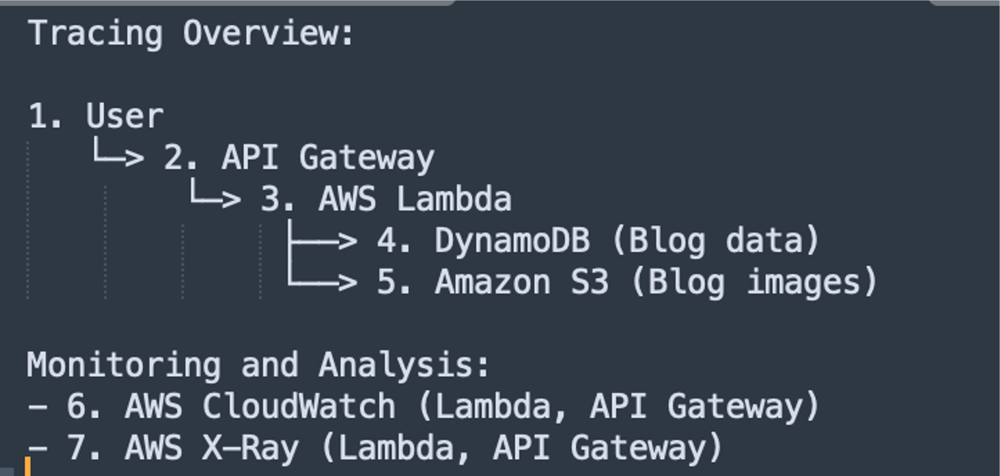 Tracing Overview:
1. User
└─> 2. API Gateway
└─> 3. AWS Lambda
├──> 4. DynamoDB (Blog data)
└──> 5. Amazon S3 (Blog images)
Monitoring and Analysis:
- 6. AWS CloudWatch (Lambda, API Gateway)
- 7. AWS X-Ray (Lambda, API Gateway)